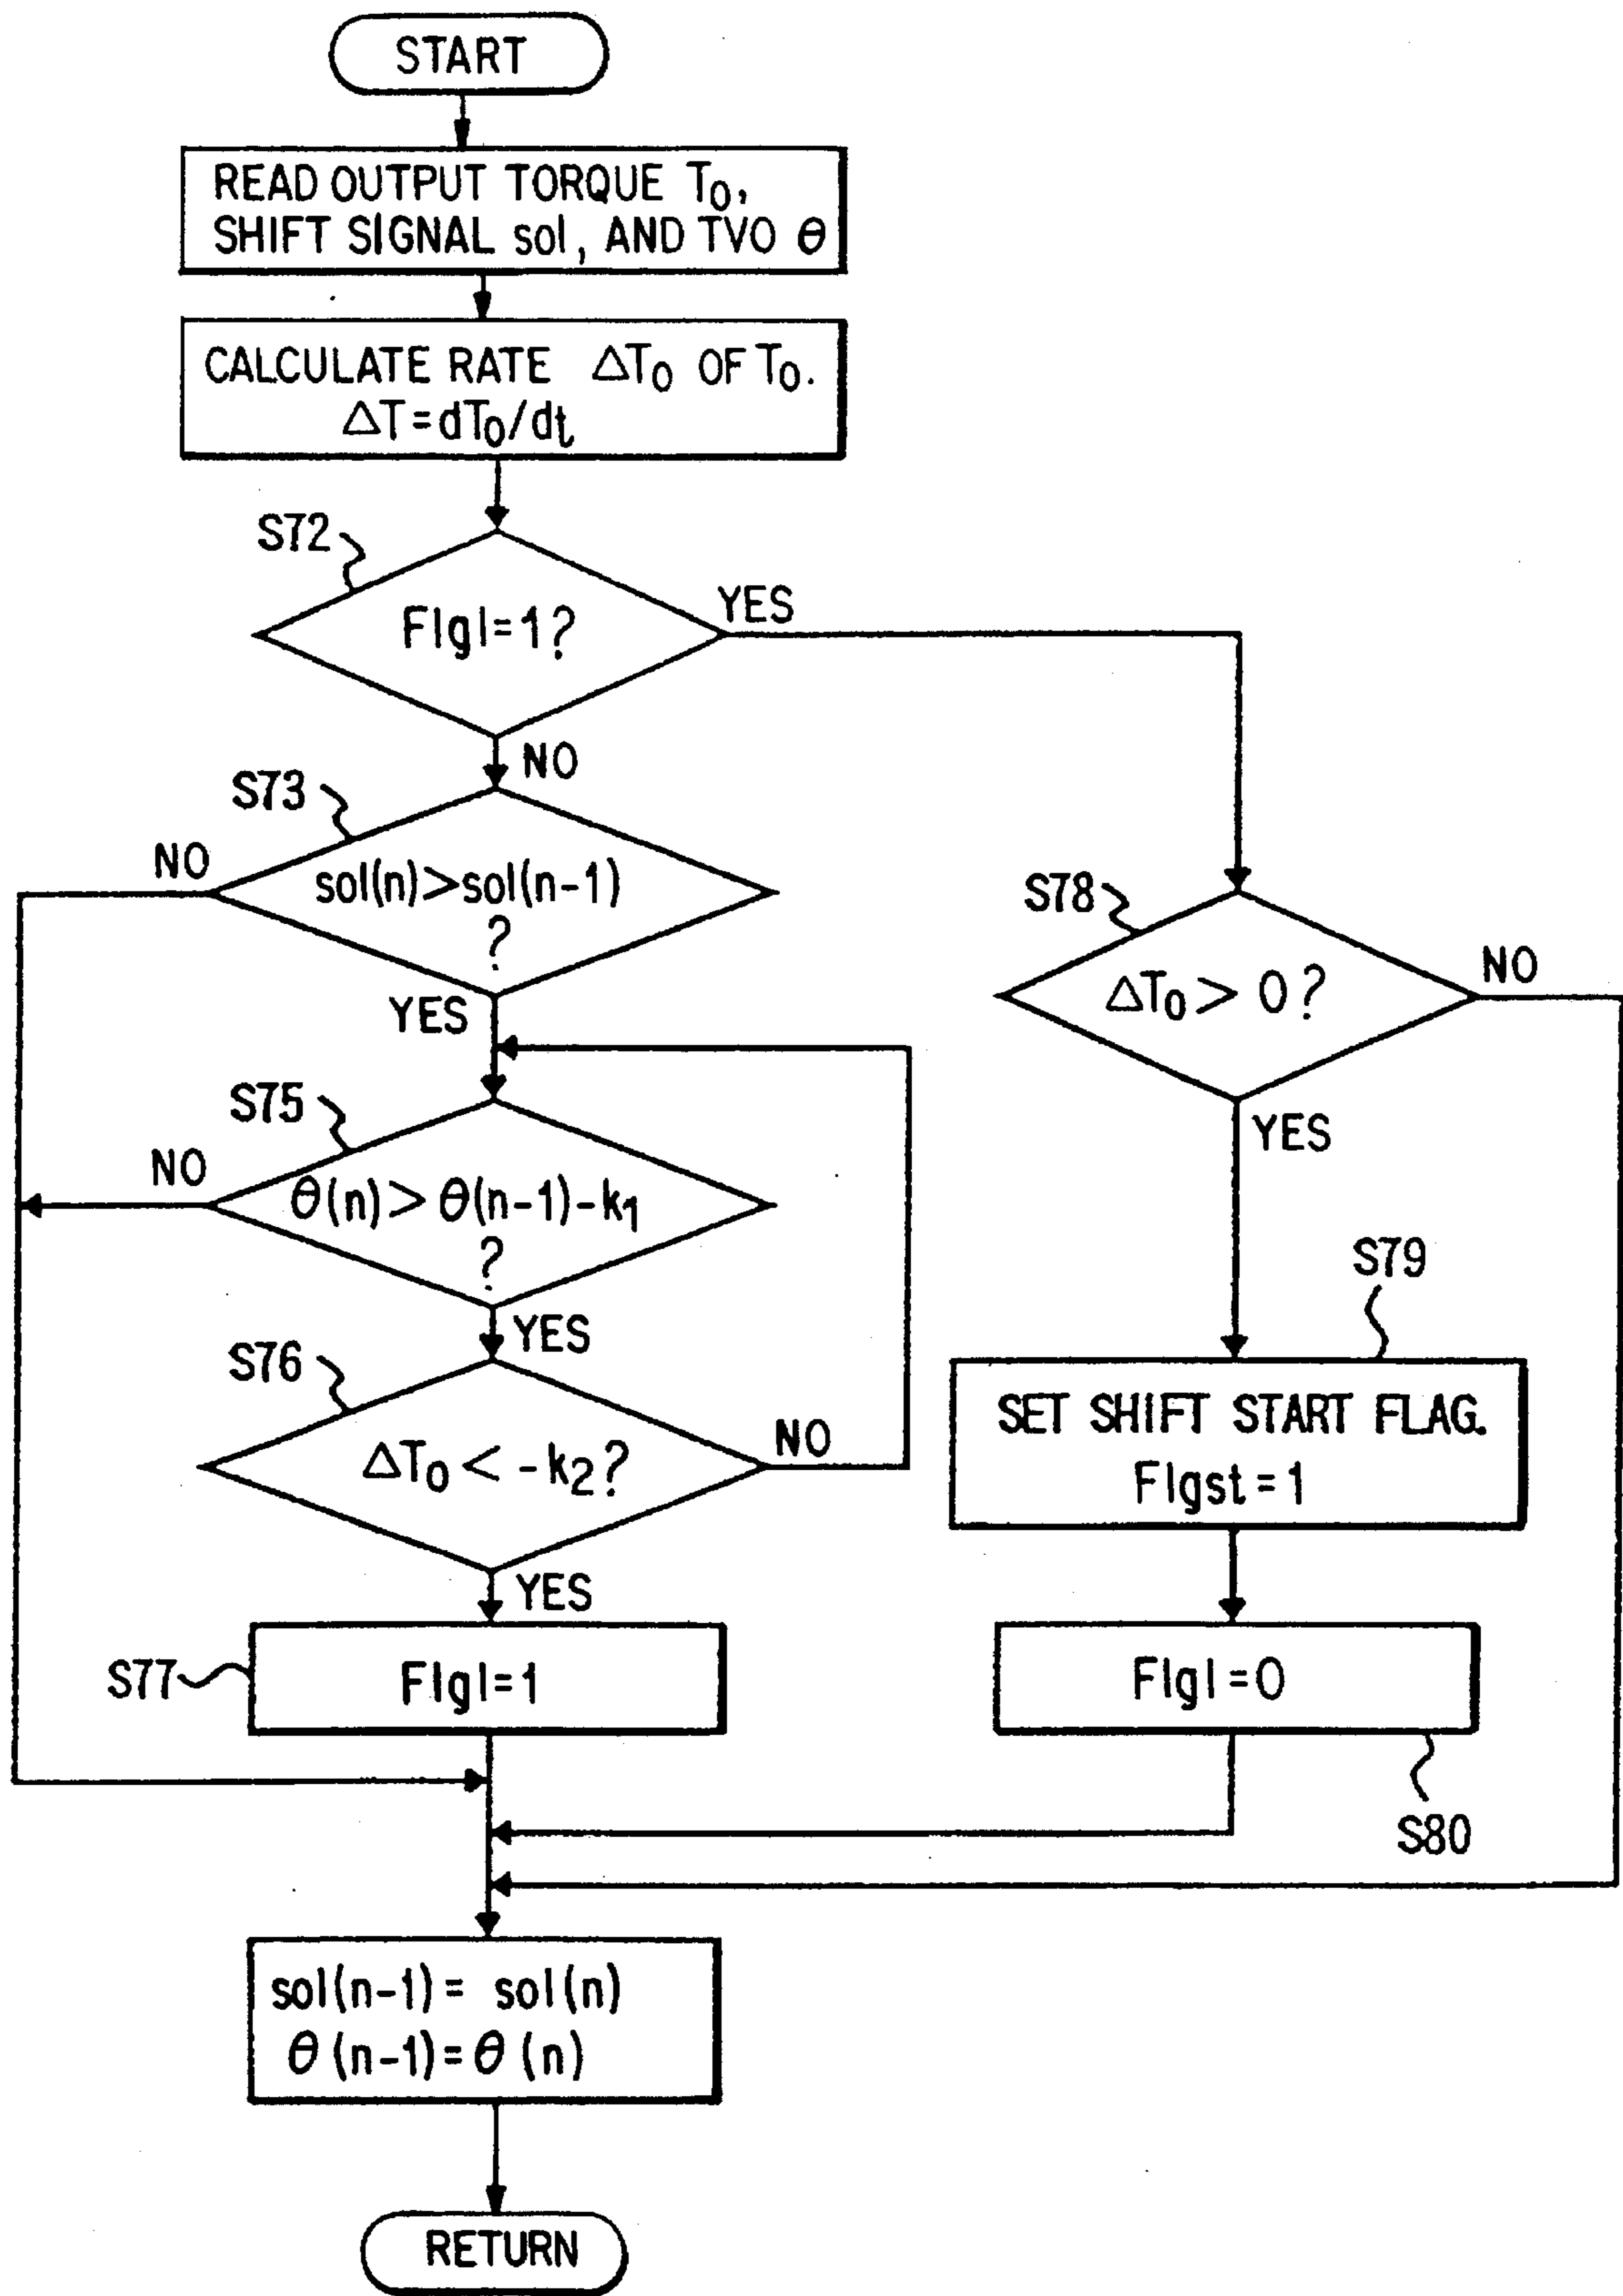 START
READ OUTPUT TORQUE T₀,
SHIFT SIGNAL sol, AND TVO θ
CALCULATE RATE ΔT₀ OF T₀.
ΔT=dT₀/dt
S72
Flgl=1?
YES
NO
S73
NO
sol(n)>sol(n-1)
?
YES
S78
ΔT₀ > 0?
NO
YES
S75
NO
θ(n) > θ(n-1)-k₁
?
YES
S76
ΔT₀ < -k₂?
NO
YES
S79
SET SHIFT START FLAG.
Flgst=1
S77
Flgl=1
Flgl=0
S80
sol(n-1)= sol(n)
θ(n-1)=θ(n)
RETURN